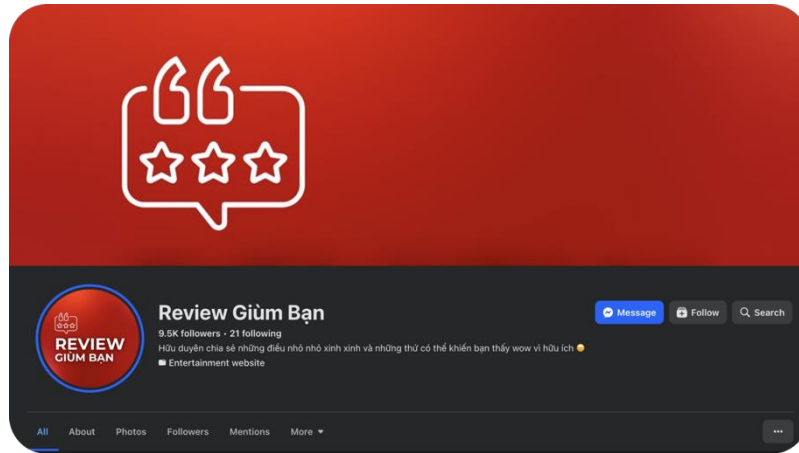 REVIEW
GIÙM BẠN
Review Giùm Bạn
9.5K followers • 21 following
Hữu duyên chia sẻ những điều nhỏ nhỏ xinh xinh và những thứ có thể khiến bạn thấy wow vì hữu ích
Entertainment website
Message
Follow
Search
All
About
Photos
Followers
Mentions
More